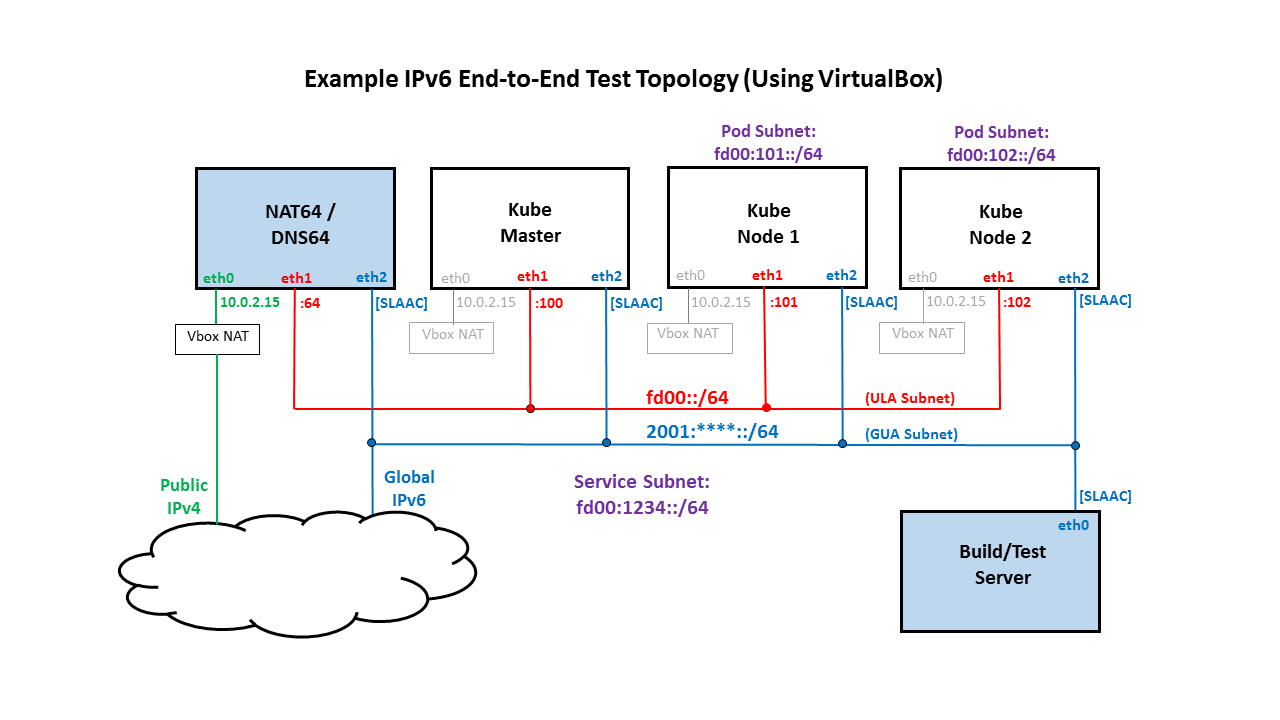 Example IPv6 End-to-End Test Topology (Using VirtualBox)
Pod Subnet:
fd00:101::/64
Pod Subnet:
fd00:102::/64
NAT64 /
DNS64
eth0
eth1
eth2
Kube
Master
eth0
eth1
eth2
Kube
Node 1
eth0
eth1
eth2
Kube
Node 2
eth0
eth1
eth2
10.0.2.15
:64
[SLAAC]
10.0.2.15
:100
[SLAAC]
10.0.2.15
:101
[SLAAC]
10.0.2.15
:102
[SLAAC]
Vbox NAT
Vbox NAT
Vbox NAT
Vbox NAT
fd00::/64
(ULA Subnet)
2001:****::/64
(GUA Subnet)
Public
IPv4
Global
IPv6
Service Subnet:
fd00:1234::/64
[SLAAC]
eth0
Build/Test
Server